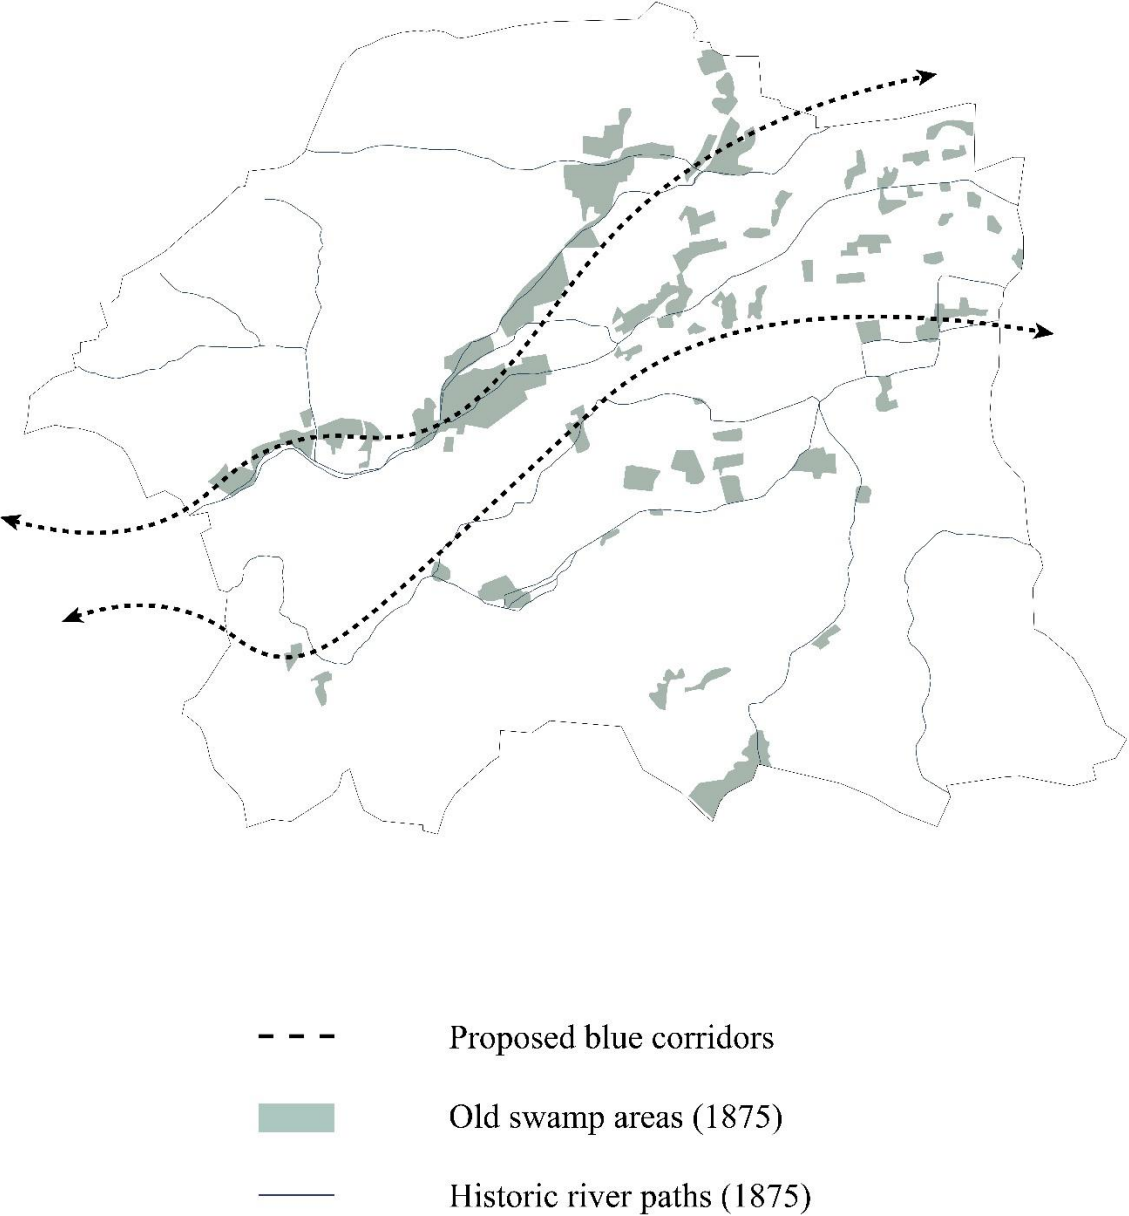 Proposed blue corridors
Old swamp areas (1875)
Historic river paths (1875)